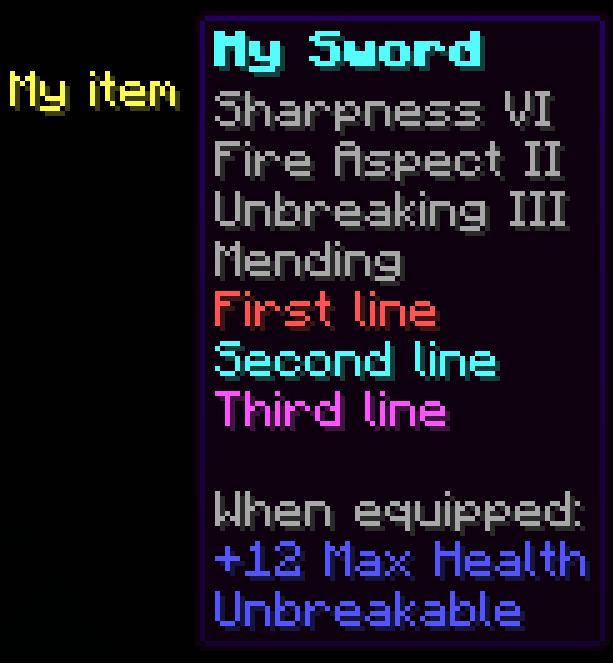 My item
My Sword
Sharpness VI
Fire Aspect II
Unbreaking III
Mending
First line
Second line
Third line
When equipped:
+12 Max Health
Unbreakable